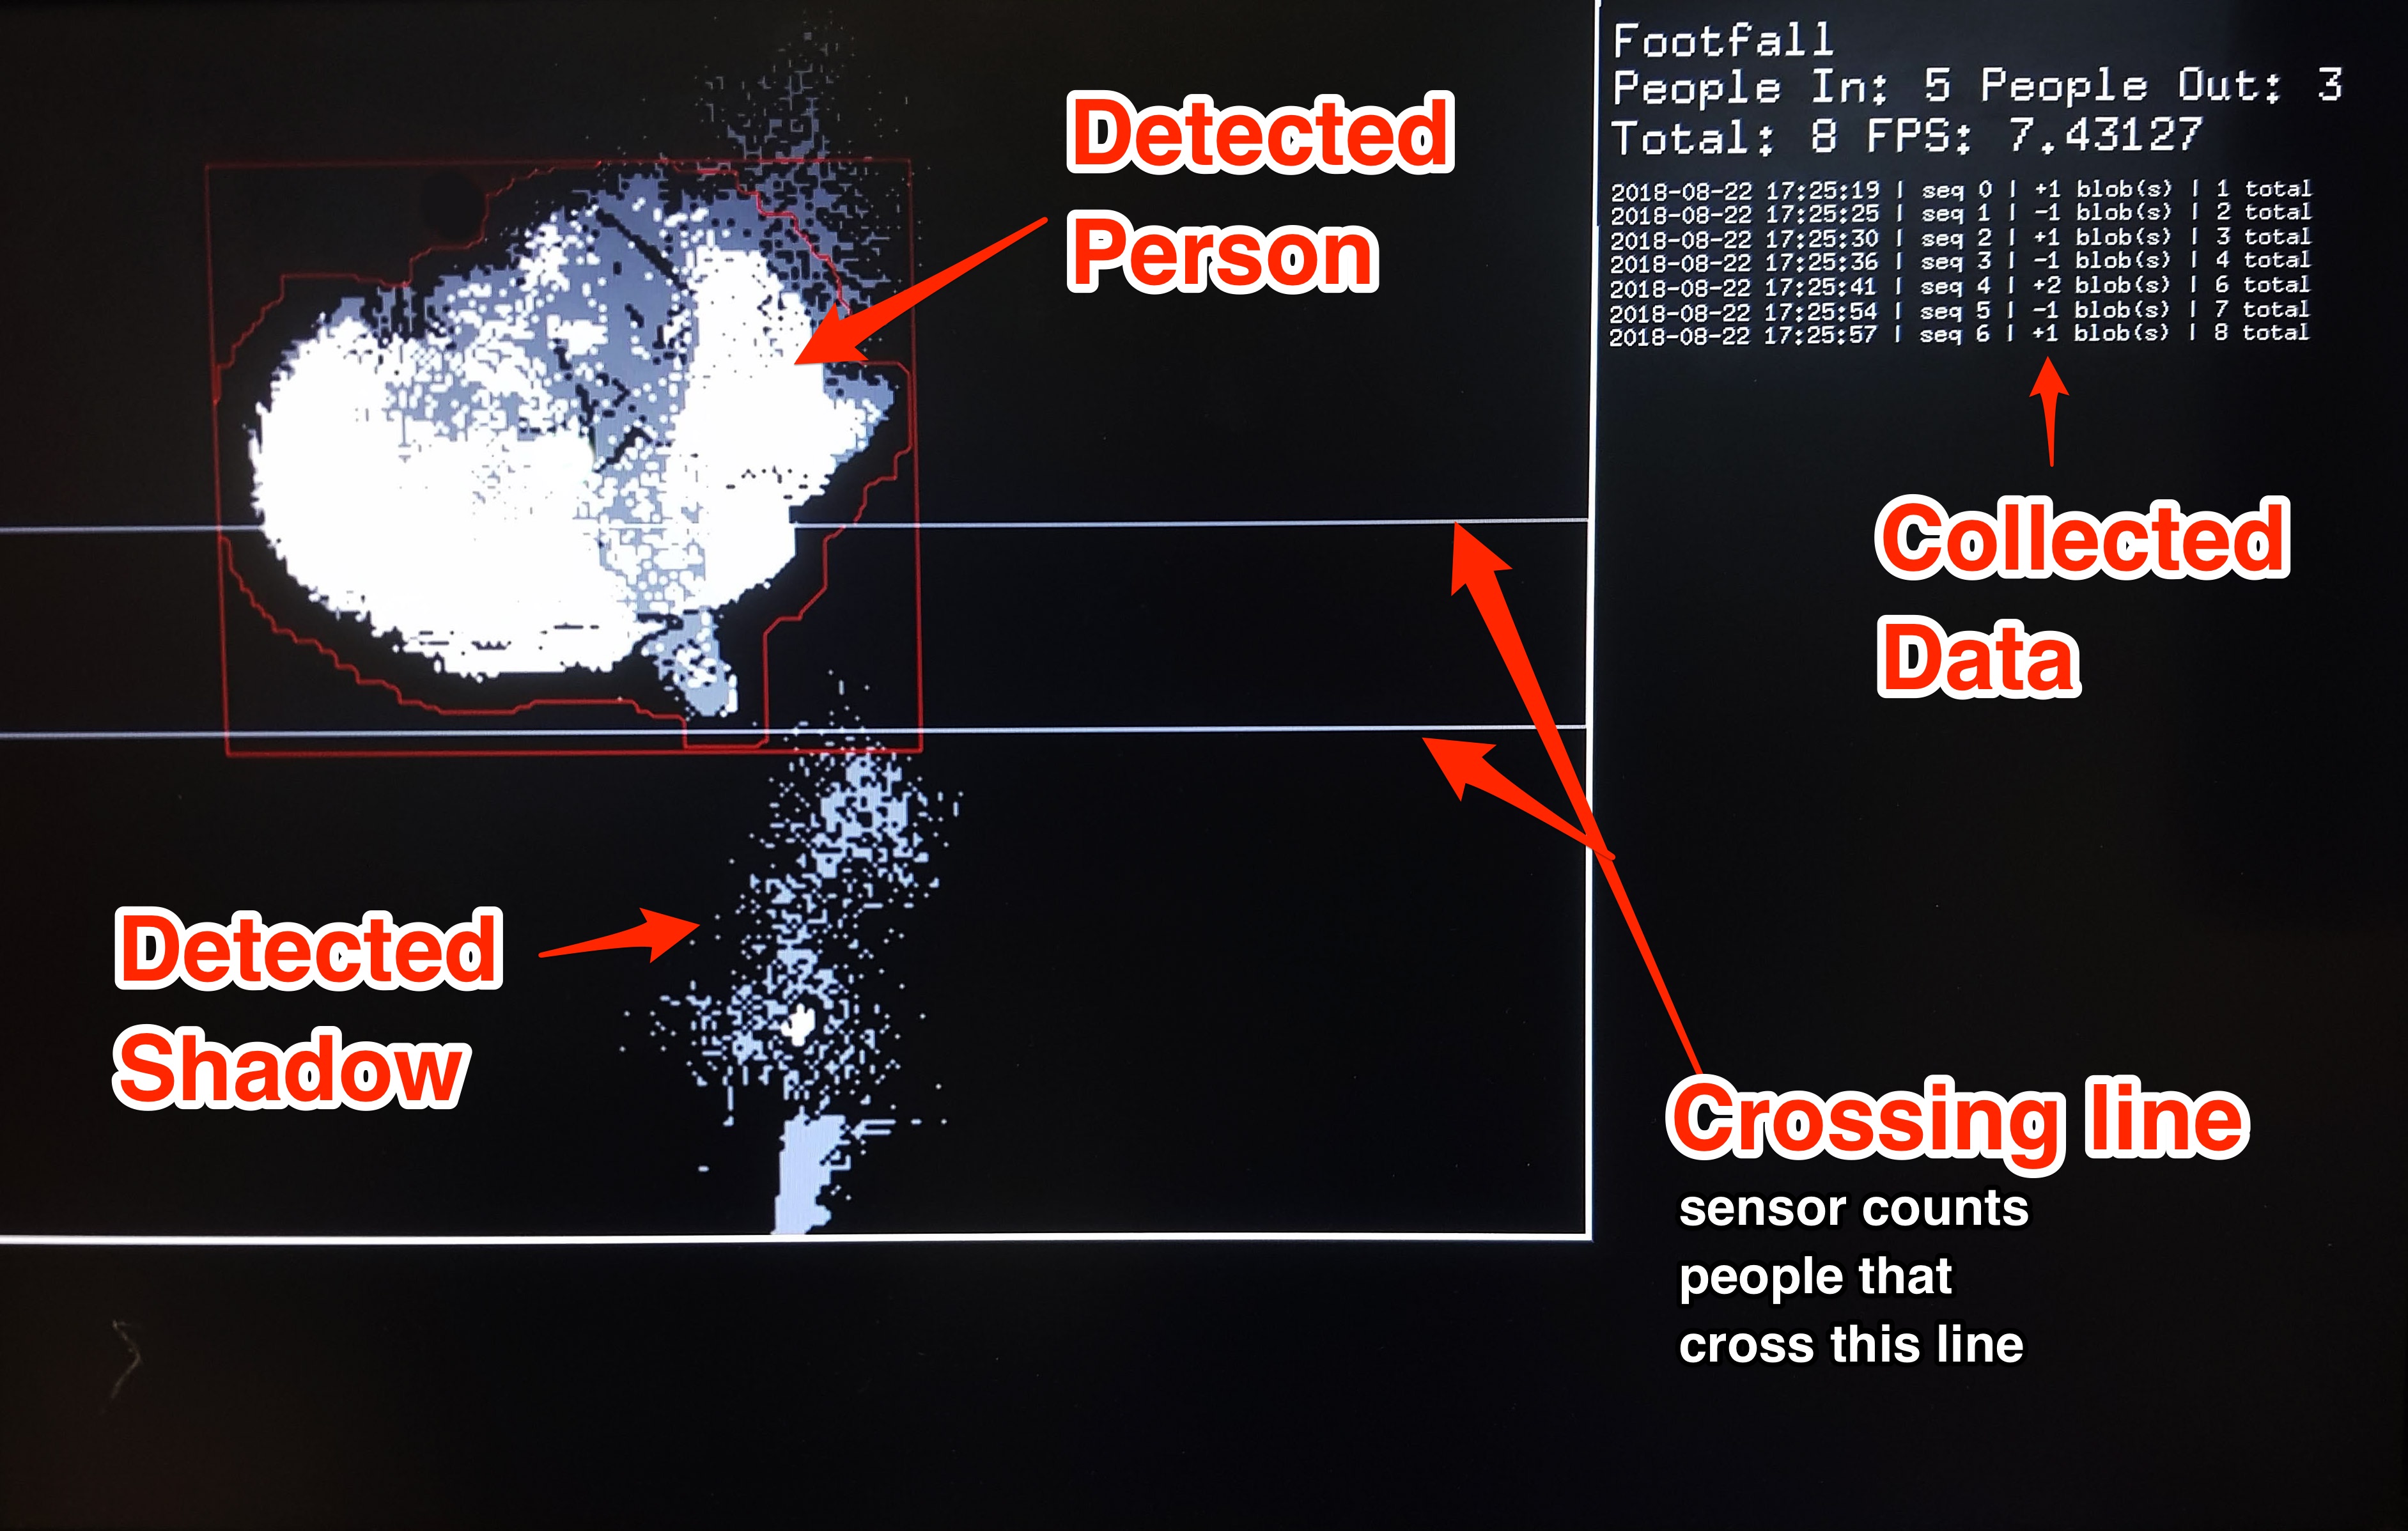 Footfall
People In: 5 People Out: 3
Total: 8 FPS: 7.43127
2018-08-22 17:25:19 | seq 0 | +1 blob(s) | 1 total
2018-08-22 17:25:25 | seq 1 | -1 blob(s) | 2 total
2018-08-22 17:25:30 | seq 2 | +1 blob(s) | 3 total
2018-08-22 17:25:36 | seq 3 | -1 blob(s) | 4 total
2018-08-22 17:25:41 | seq 4 | +2 blob(s) | 6 total
2018-08-22 17:25:54 | seq 5 | -1 blob(s) | 7 total
2018-08-22 17:25:57 | seq 6 | +1 blob(s) | 8 total
Detected
Person
Collected
Data
Detected
Shadow
Crossing line
sensor counts
people that
cross this line